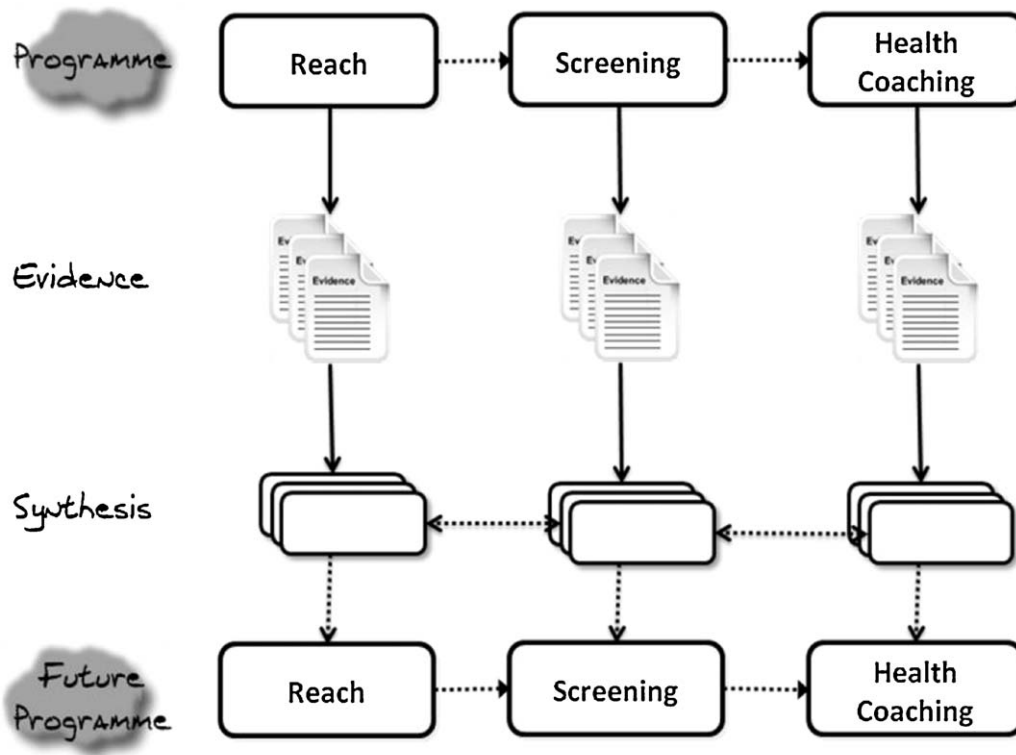 Programme
Reach
Screening
Health
Coaching
Evidence
Evidence
Evidence
Evidence
Synthesis
Future
Programme
Reach
Screening
Health
Coaching